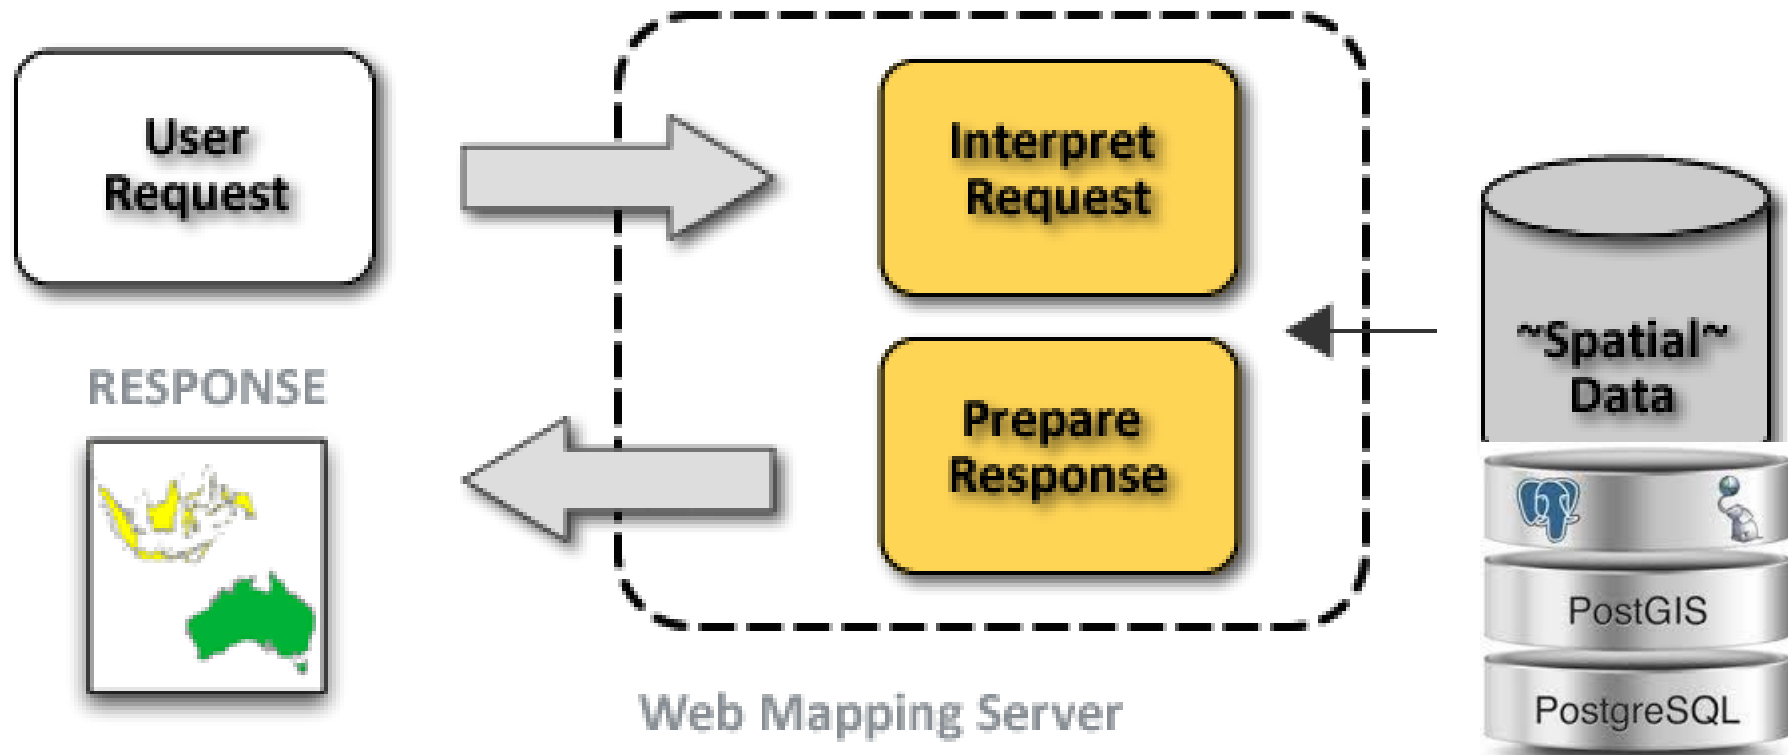 User
Request
Interpret
Request
~Spatial~
Data
RESPONSE
Prepare
Response
PostGIS
PostgreSQL
Web Mapping Server